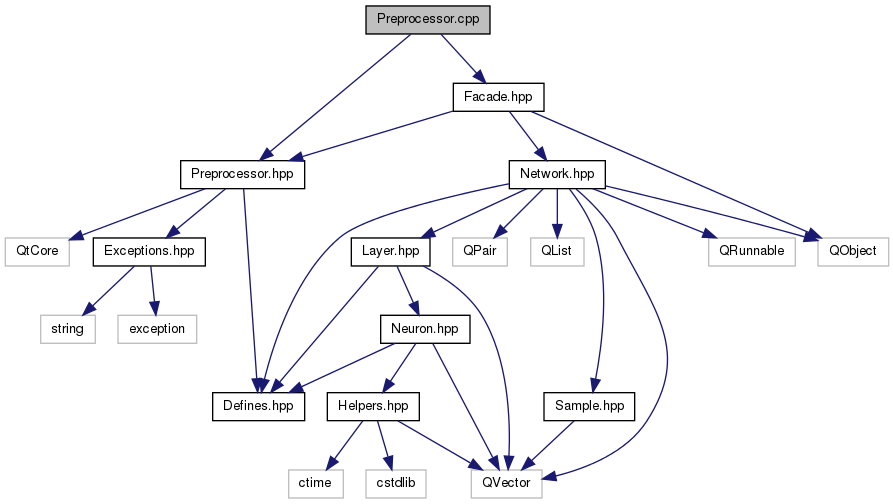 Preprocessor.cpp
Facade.hpp
Preprocessor.hpp
Network.hpp
QtCore
Exceptions.hpp
Layer.hpp
QPair
QList
QRunnable
QObject
string
exception
Neuron.hpp
Defines.hpp
Helpers.hpp
Sample.hpp
ctime
cstdlib
QVector